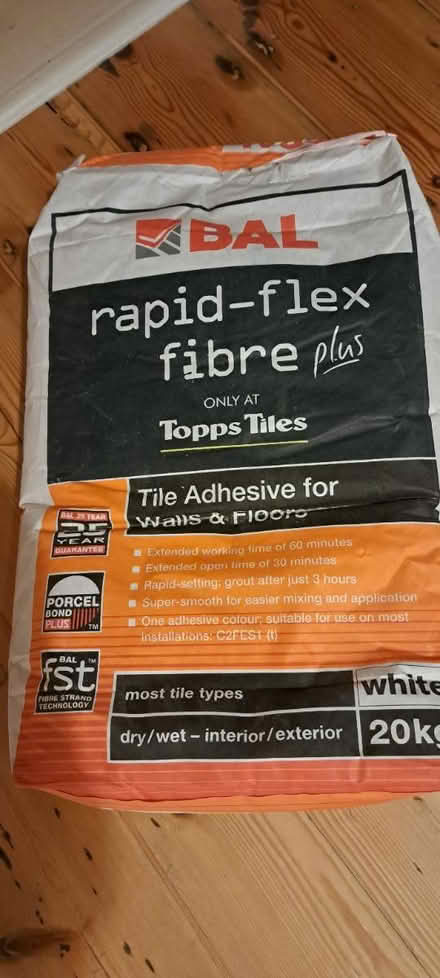 BAL
rapid-flex
fibre plus
ONLY AT
Topps Tiles
Tile Adhesive for
Walls & Floors
BAL 25 YEAR
25
YEAR
GUARANTEE
■ Extended working time of 60 minutes
■ Extended open time of 30 minutes
■ Rapid-setting: grout after just 3 hours
■ Super-smooth for easier mixing and application
■ One adhesive colour: suitable for use on most
installations: C2FES1 (t)
PORCEL
BOND
PLUS ™
BAL ™
fst
FIBRE STRAND
TECHNOLOGY
most tile types
white
dry/wet – interior/exterior
20kg